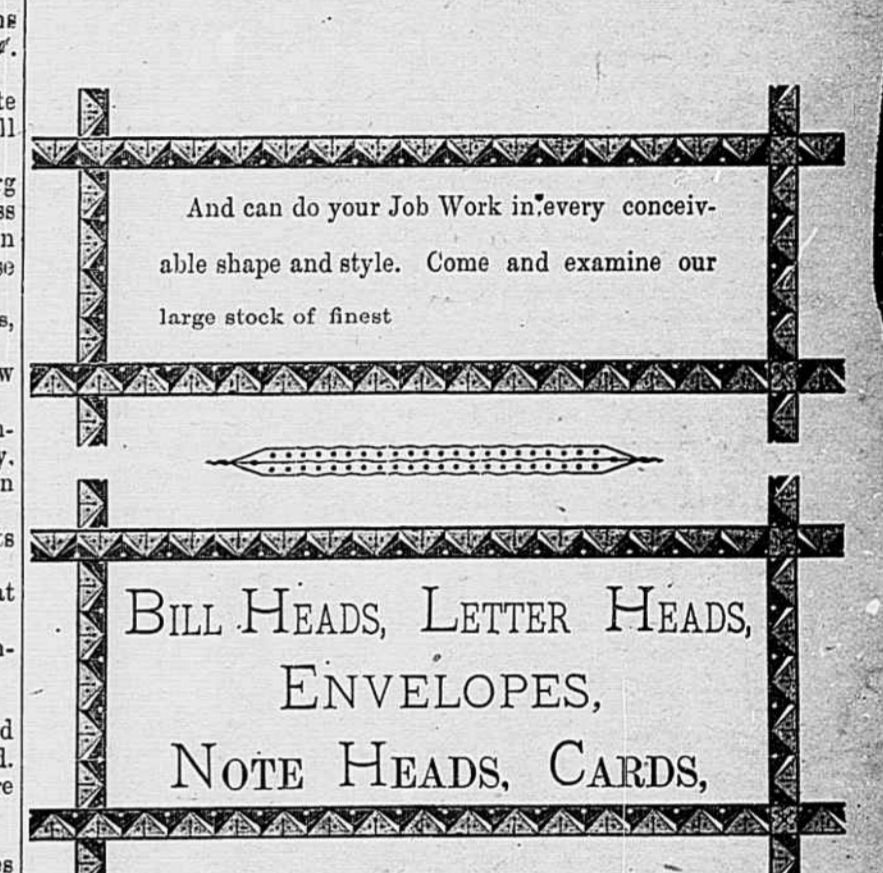 And can do your Job Work in every conceiv-
able shape and style. Come and examine our
large stock of finest
BILL HEADS, LETTER HEADS,
ENVELOPES,
NOTE HEADS, CARDS,